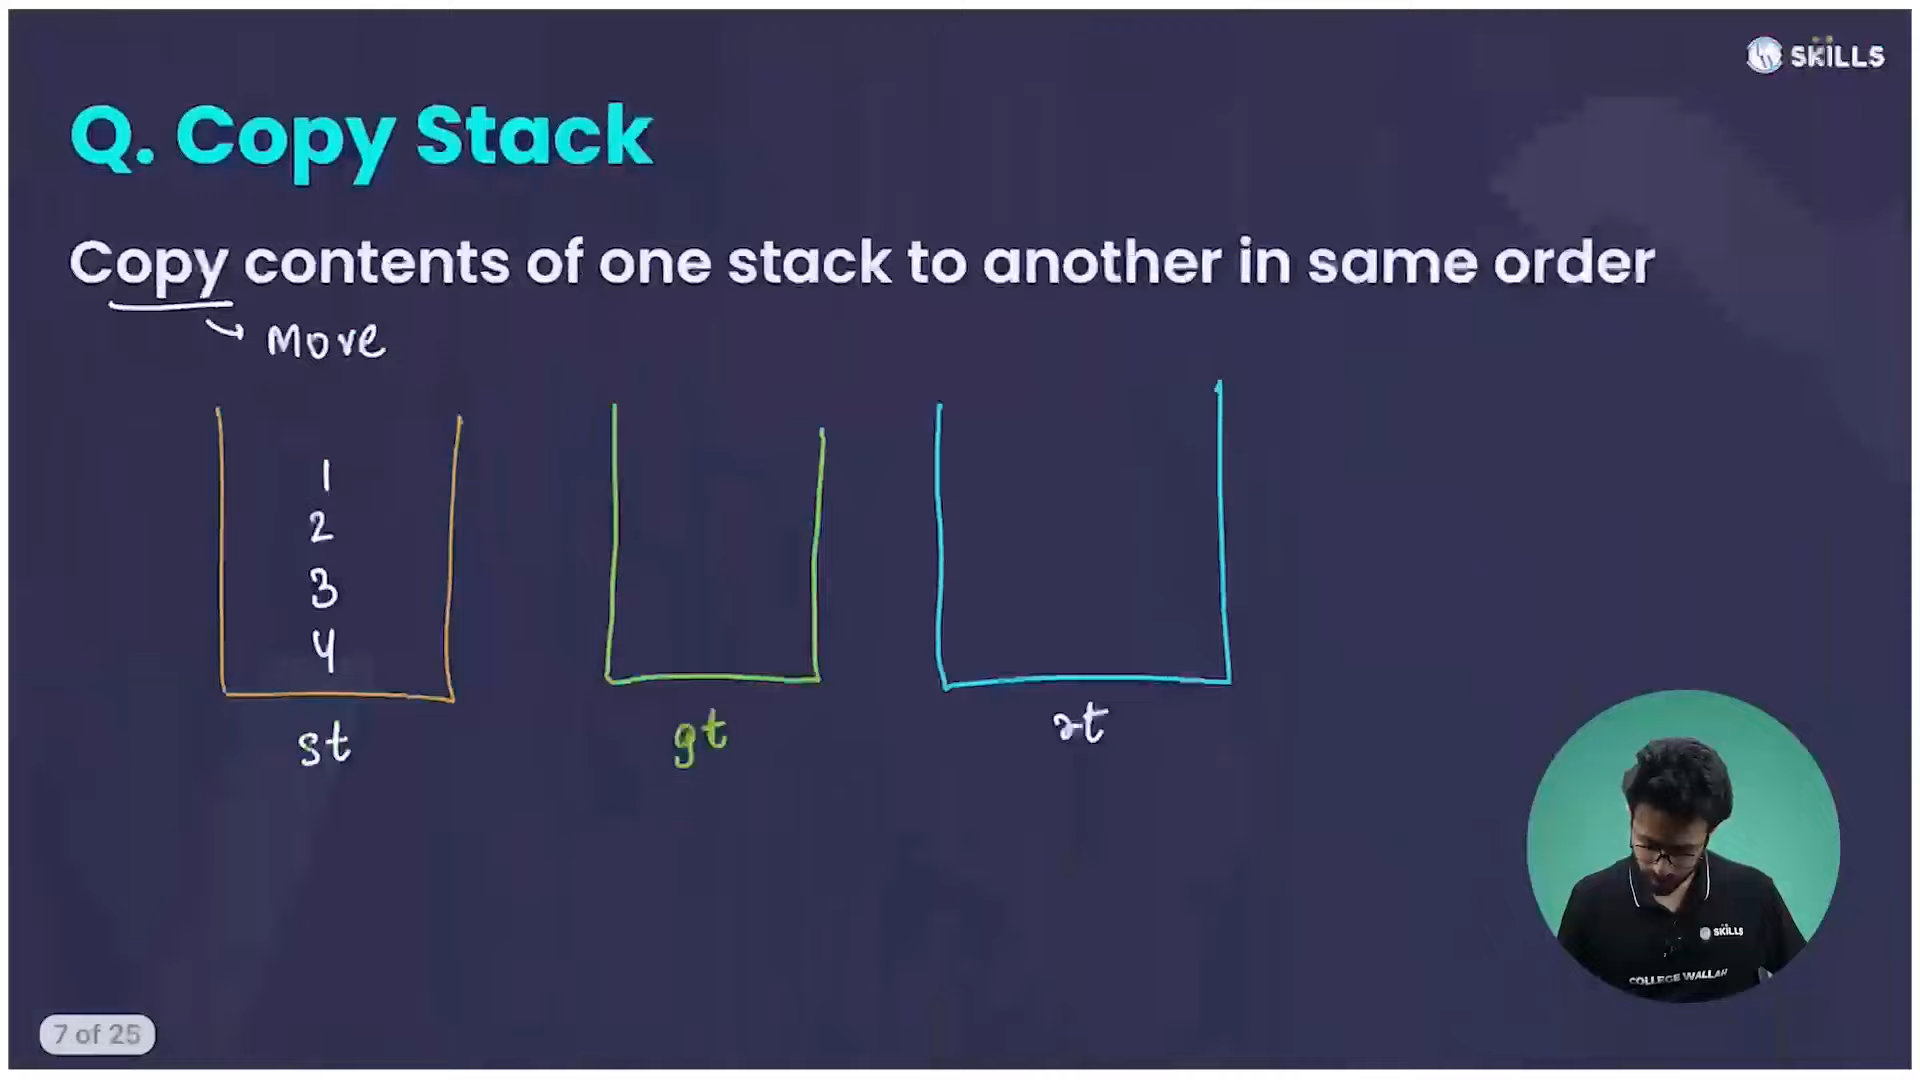 SKILLS
Q. Copy Stack
Copy contents of one stack to another in same order
Move
1
2
3
4
st
gt
rt
SKILLS
COLLEGE WALLAH
7 of 25